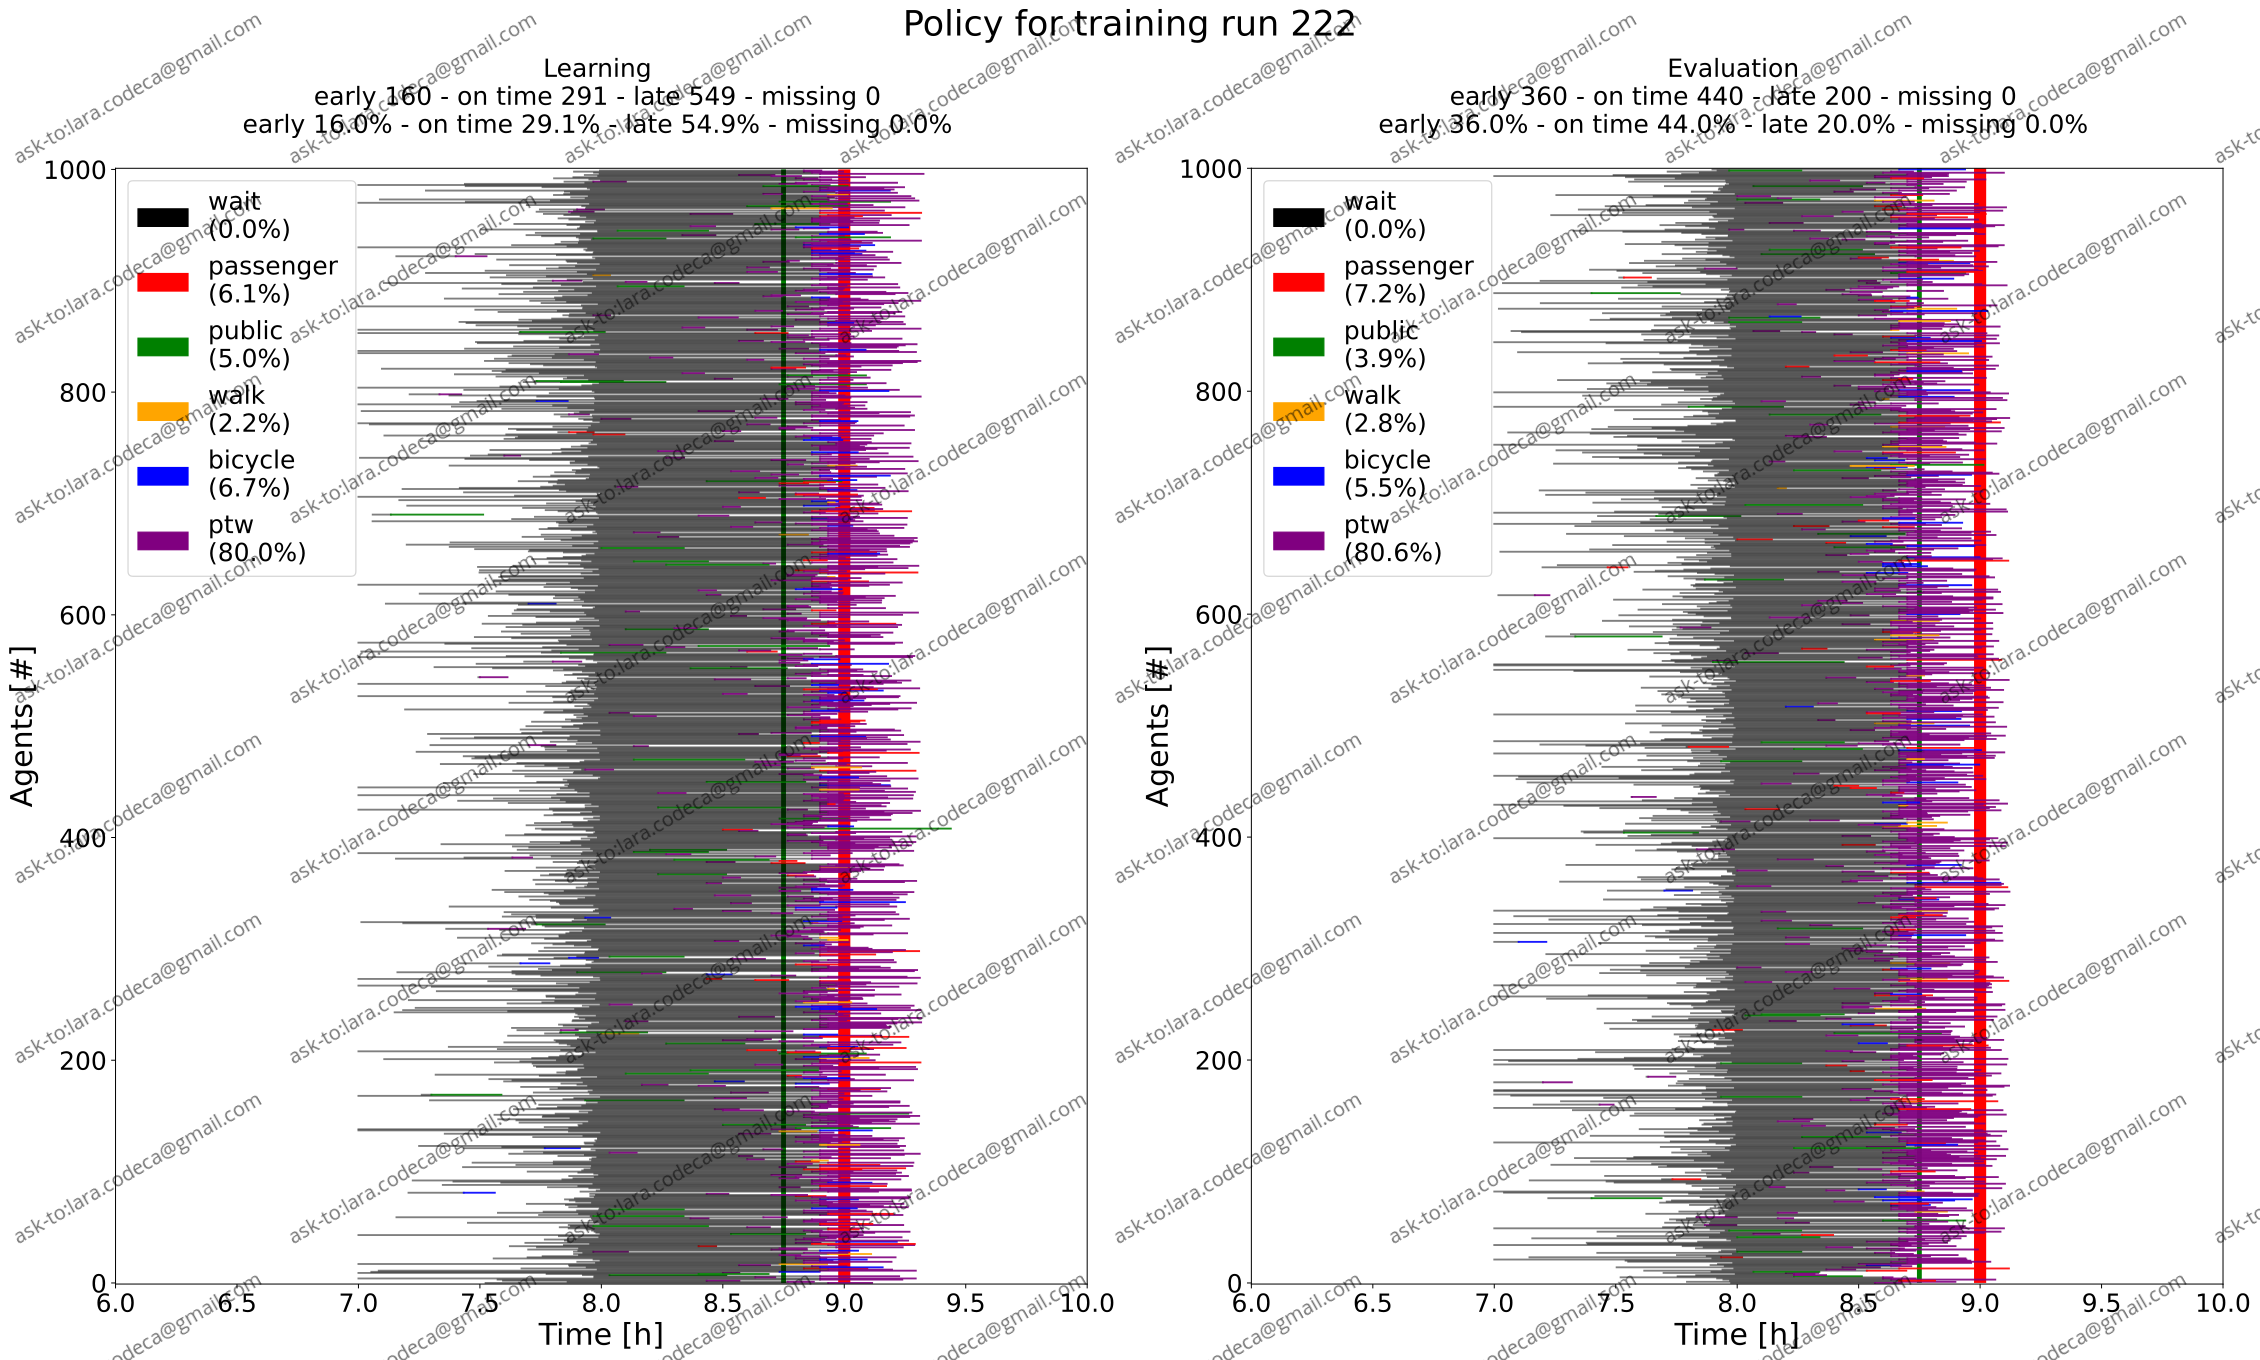 Policy for training run 222
Learning
early 160 - on time 291 - late 549 - missing 0
early 16.0% - on time 29.1% - late 54.9% - missing 0.0%
1000
800
600
400
200
0
Agents [#]
wait
(0.0%)
passenger
(6.1%)
public
(5.0%)
walk
(2.2%)
bicycle
(6.7%)
ptw
(80.0%)
6.0 6.5 7.0 7.5 8.0 8.5 9.0 9.5 10.0
Time [h]
Evaluation
early 360 - on time 440 - late 200 - missing 0
early 36.0% - on time 44.0% - late 20.0% - missing 0.0%
1000
800
600
400
200
0
Agents [#]
wait
(0.0%)
passenger
(7.2%)
public
(3.9%)
walk
(2.8%)
bicycle
(5.5%)
ptw
(80.6%)
6.0 6.5 7.0 7.5 8.0 8.5 9.0 9.5 10.0
Time [h]
ask-to:lara.codeca@gmail.com